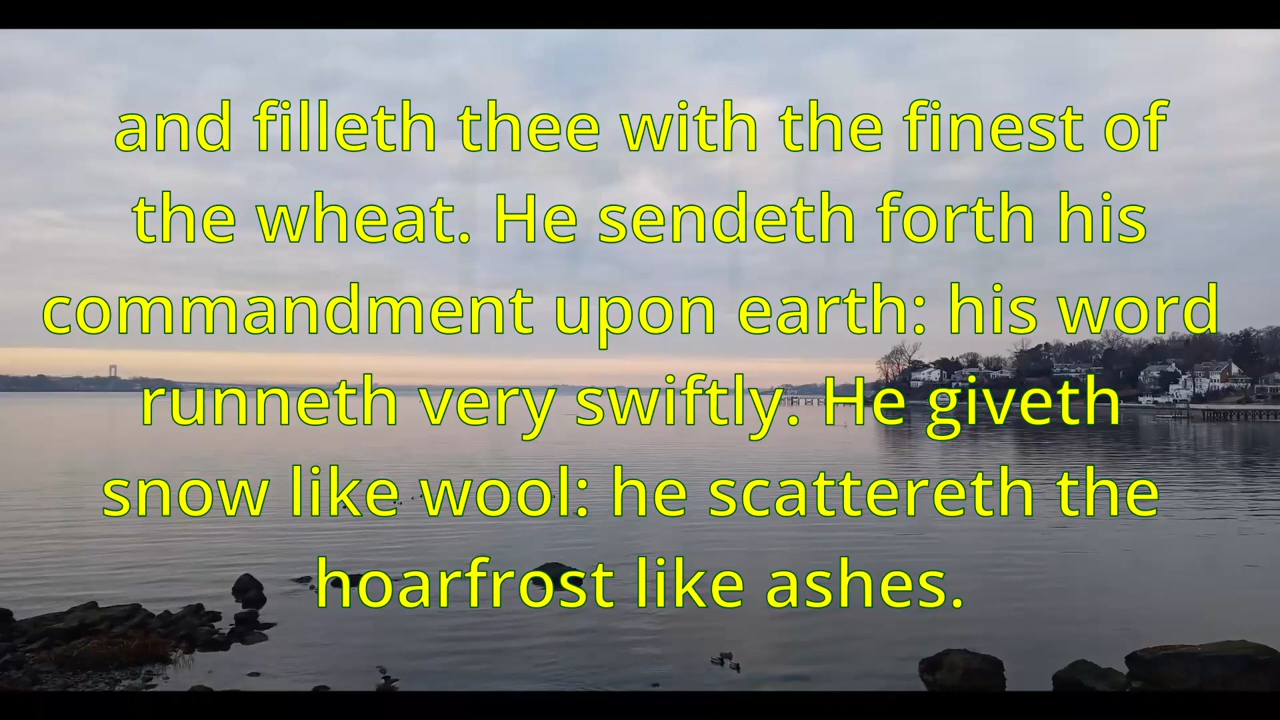 and filleth thee with the finest of
the wheat. He sendeth forth his
commandment upon earth: his word
runneth very swiftly. He giveth
snow like wool: he scattereth the
hoarfrost like ashes.